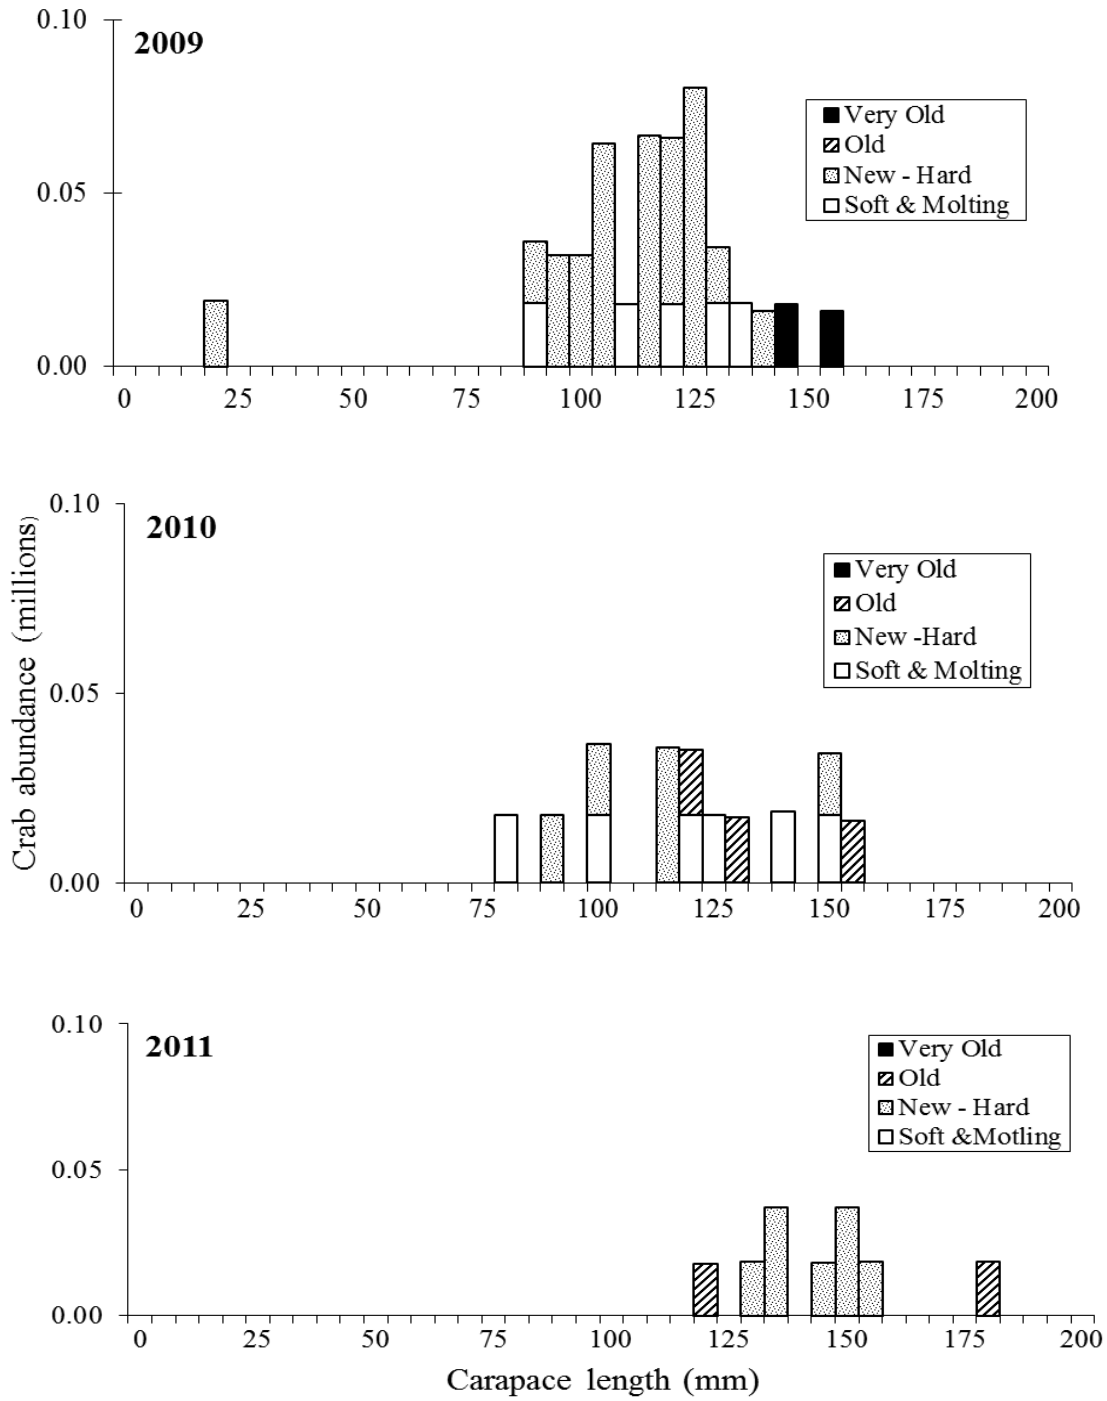 0.10
2009
Very Old
Old
New - Hard
Soft & Molting
0.05
0.00
0 25 50 75 100 125 150 175 200
Crab abundance (millions)
0.10
2010
Very Old
Old
New -Hard
Soft & Molting
0.05
0.00
0 25 50 75 100 125 150 175 200
0.10
2011
Very Old
Old
New - Hard
Soft &Motling
0.05
0.00
0 25 50 75 100 125 150 175 200
Carapace length (mm)